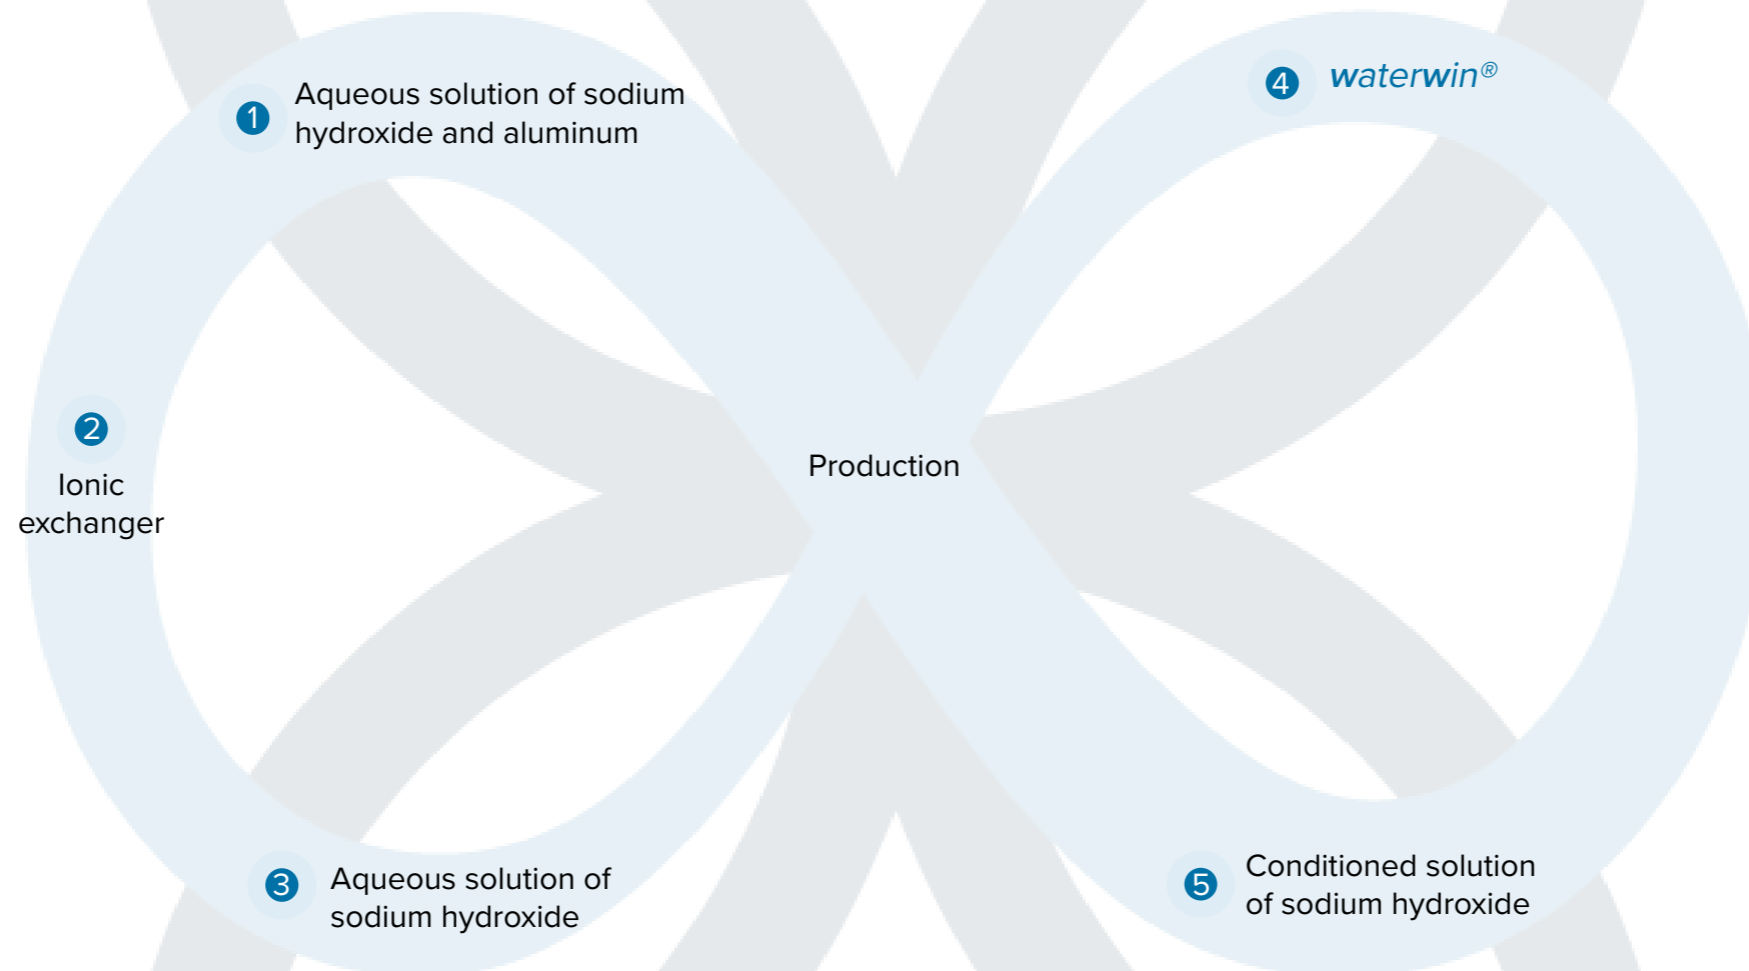 1
Aqueous solution of sodium
hydroxide and aluminum
2
Ionic
exchanger
3
Aqueous solution of
sodium hydroxide
Production
4
waterwin®
5
Conditioned solution
of sodium hydroxide